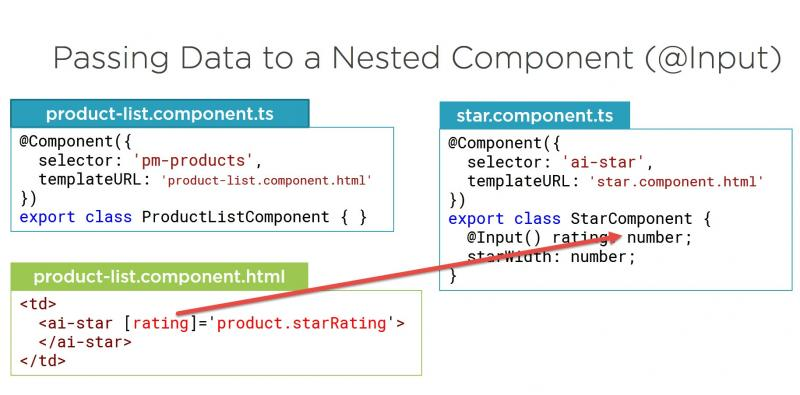 Passing Data to a Nested Component (@Input)
product-list.component.ts
@Component({
  selector: 'pm-products',
  templateURL: 'product-list.component.html'
})
export class ProductListComponent { }
product-list.component.html
<td>
  <ai-star [rating]='product.starRating'>
  </ai-star>
</td>
star.component.ts
@Component({
  selector: 'ai-star',
  templateURL: 'star.component.html'
})
export class StarComponent {
  @Input() rating: number;
  starWidth: number;
}